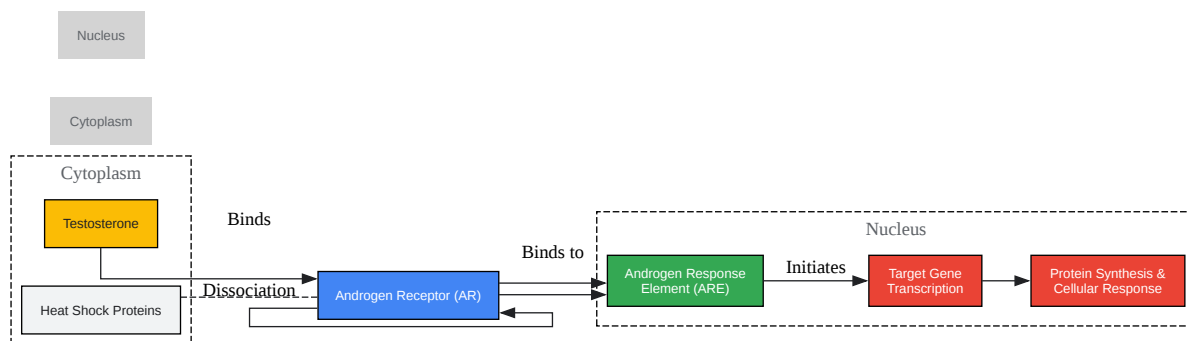 Nucleus
Cytoplasm
Cytoplasm
Testosterone
Binds
Nucleus
Binds to
Androgen Response
Element (ARE)
Initiates
Target Gene
Transcription
Protein Synthesis &
Cellular Response
Heat Shock Proteins
Dissociation
Androgen Receptor (AR)